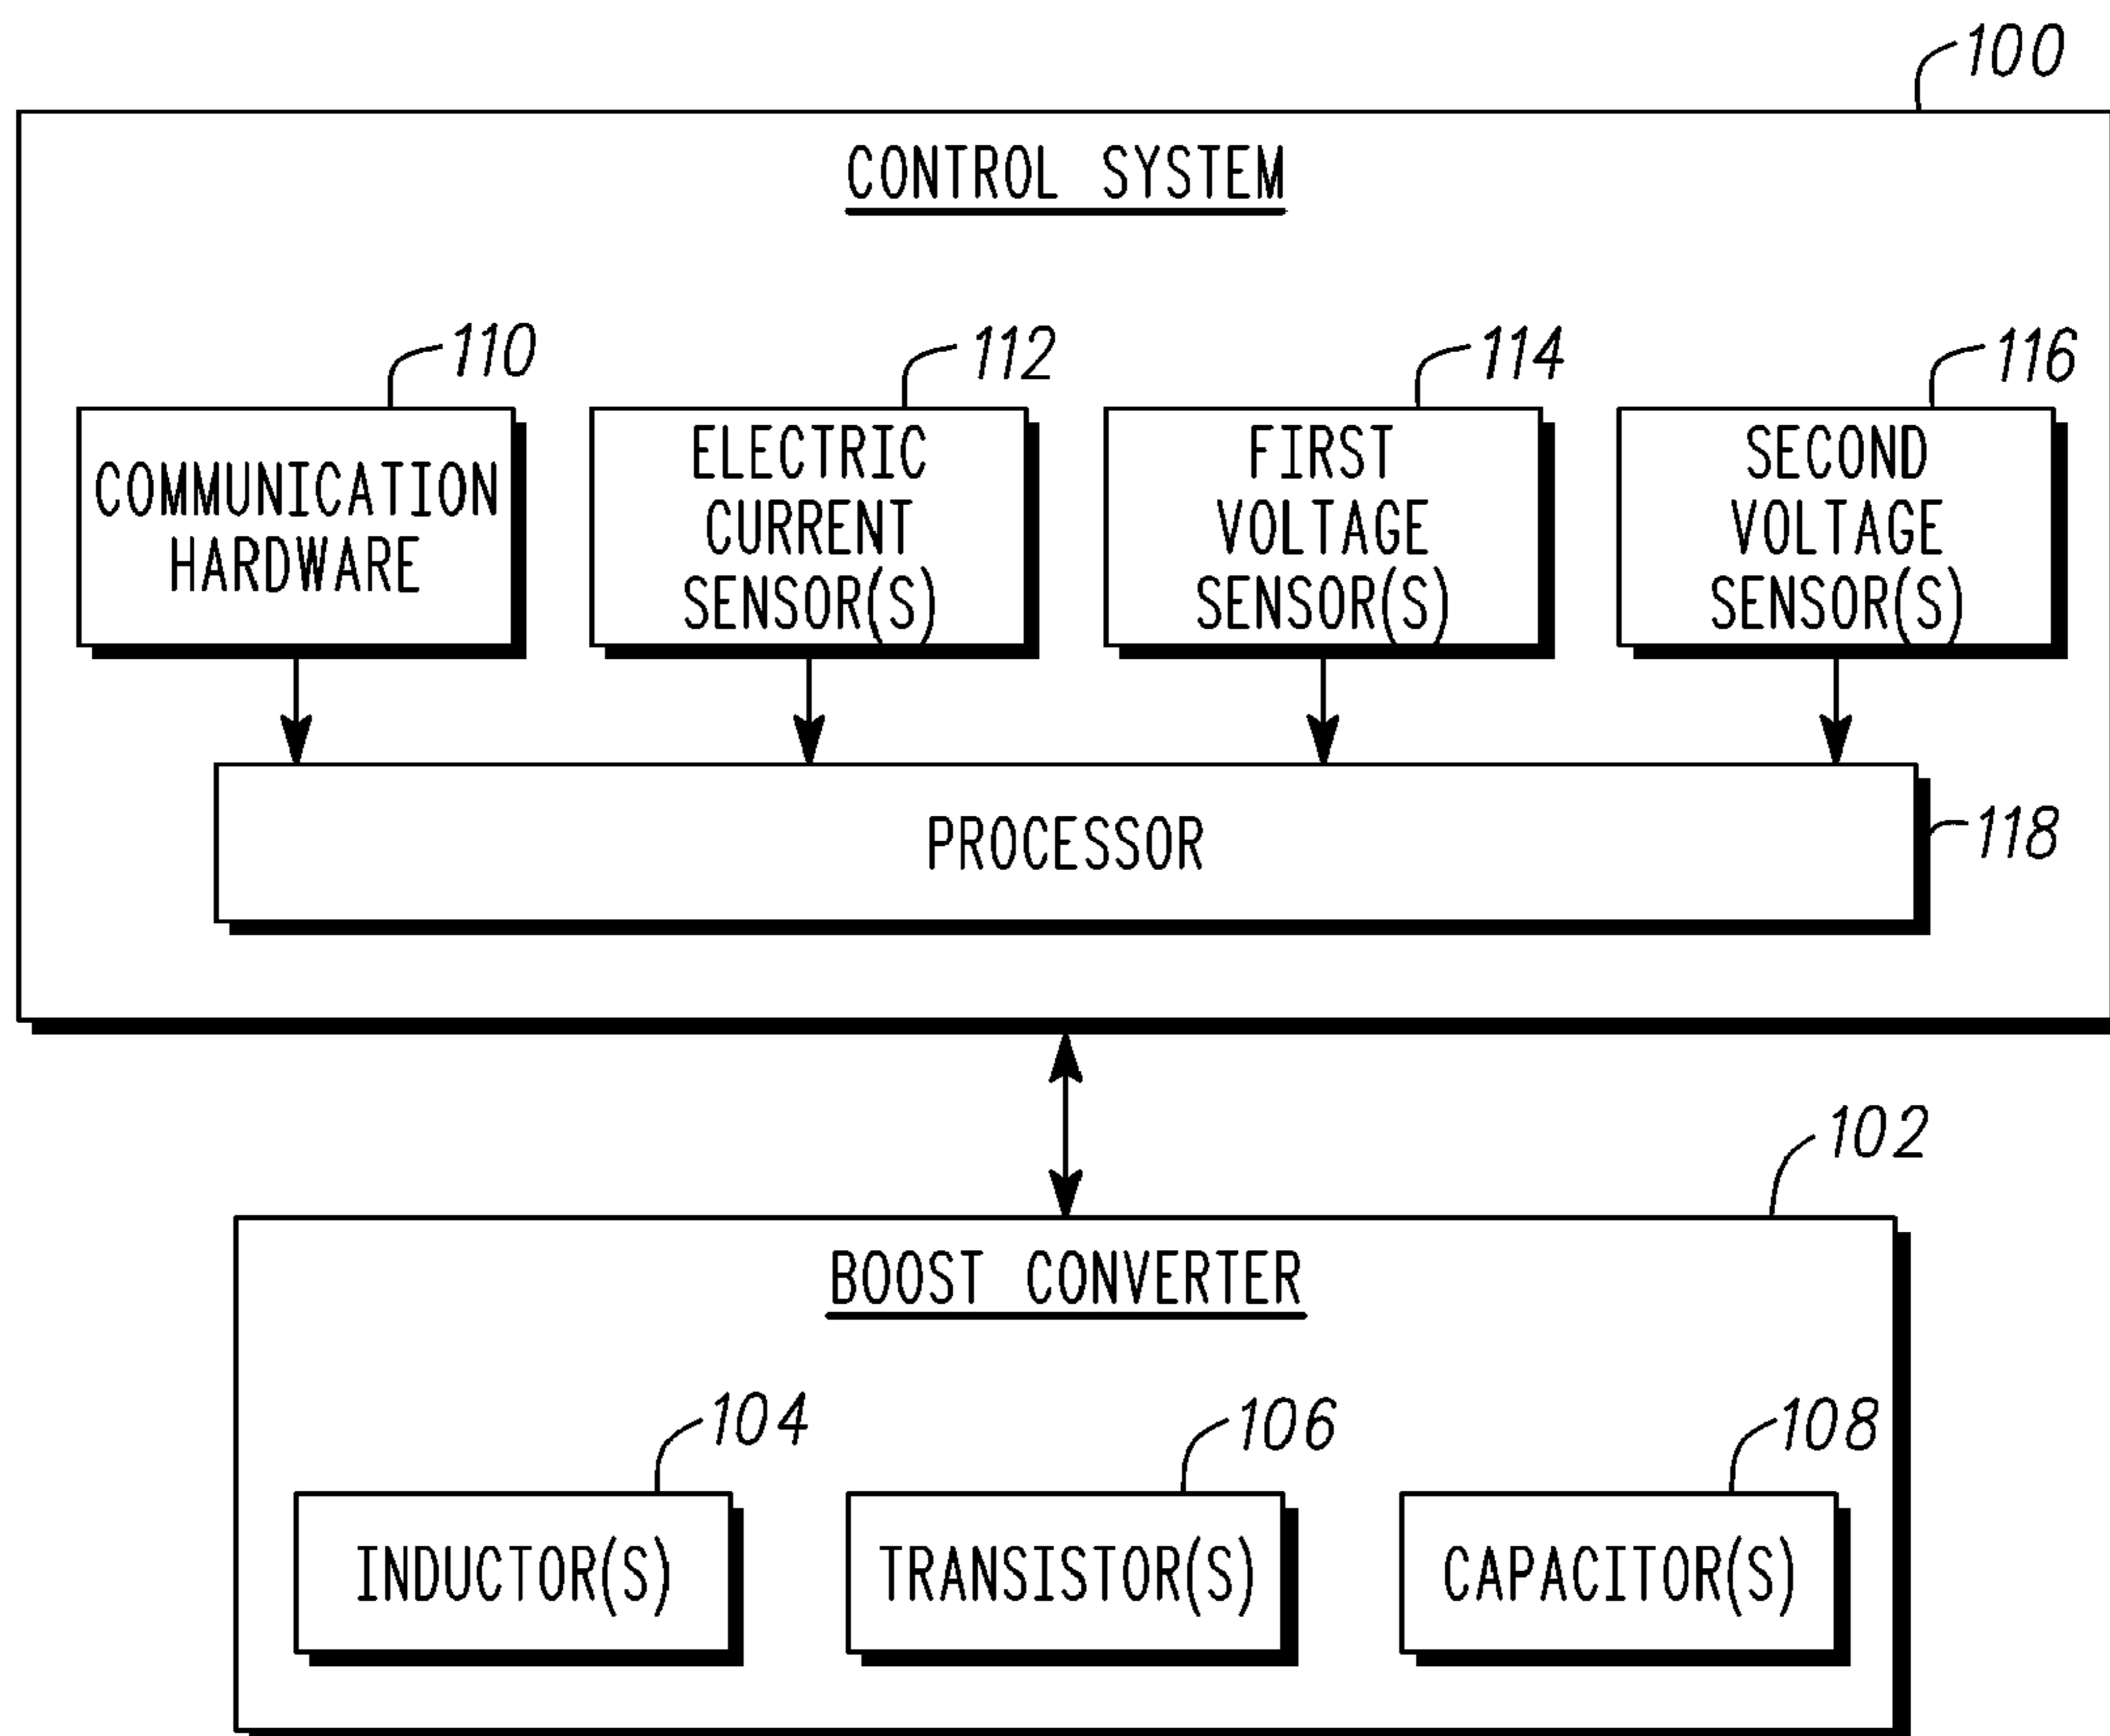 100
CONTROL SYSTEM
110
112
114
116
COMMUNICATION
HARDWARE
ELECTRIC
CURRENT
SENSOR(S)
FIRST
VOLTAGE
SENSOR(S)
SECOND
VOLTAGE
SENSOR(S)
PROCESSOR
118
102
BOOST CONVERTER
104
106
108
INDUCTOR(S)
TRANSISTOR(S)
CAPACITOR(S)